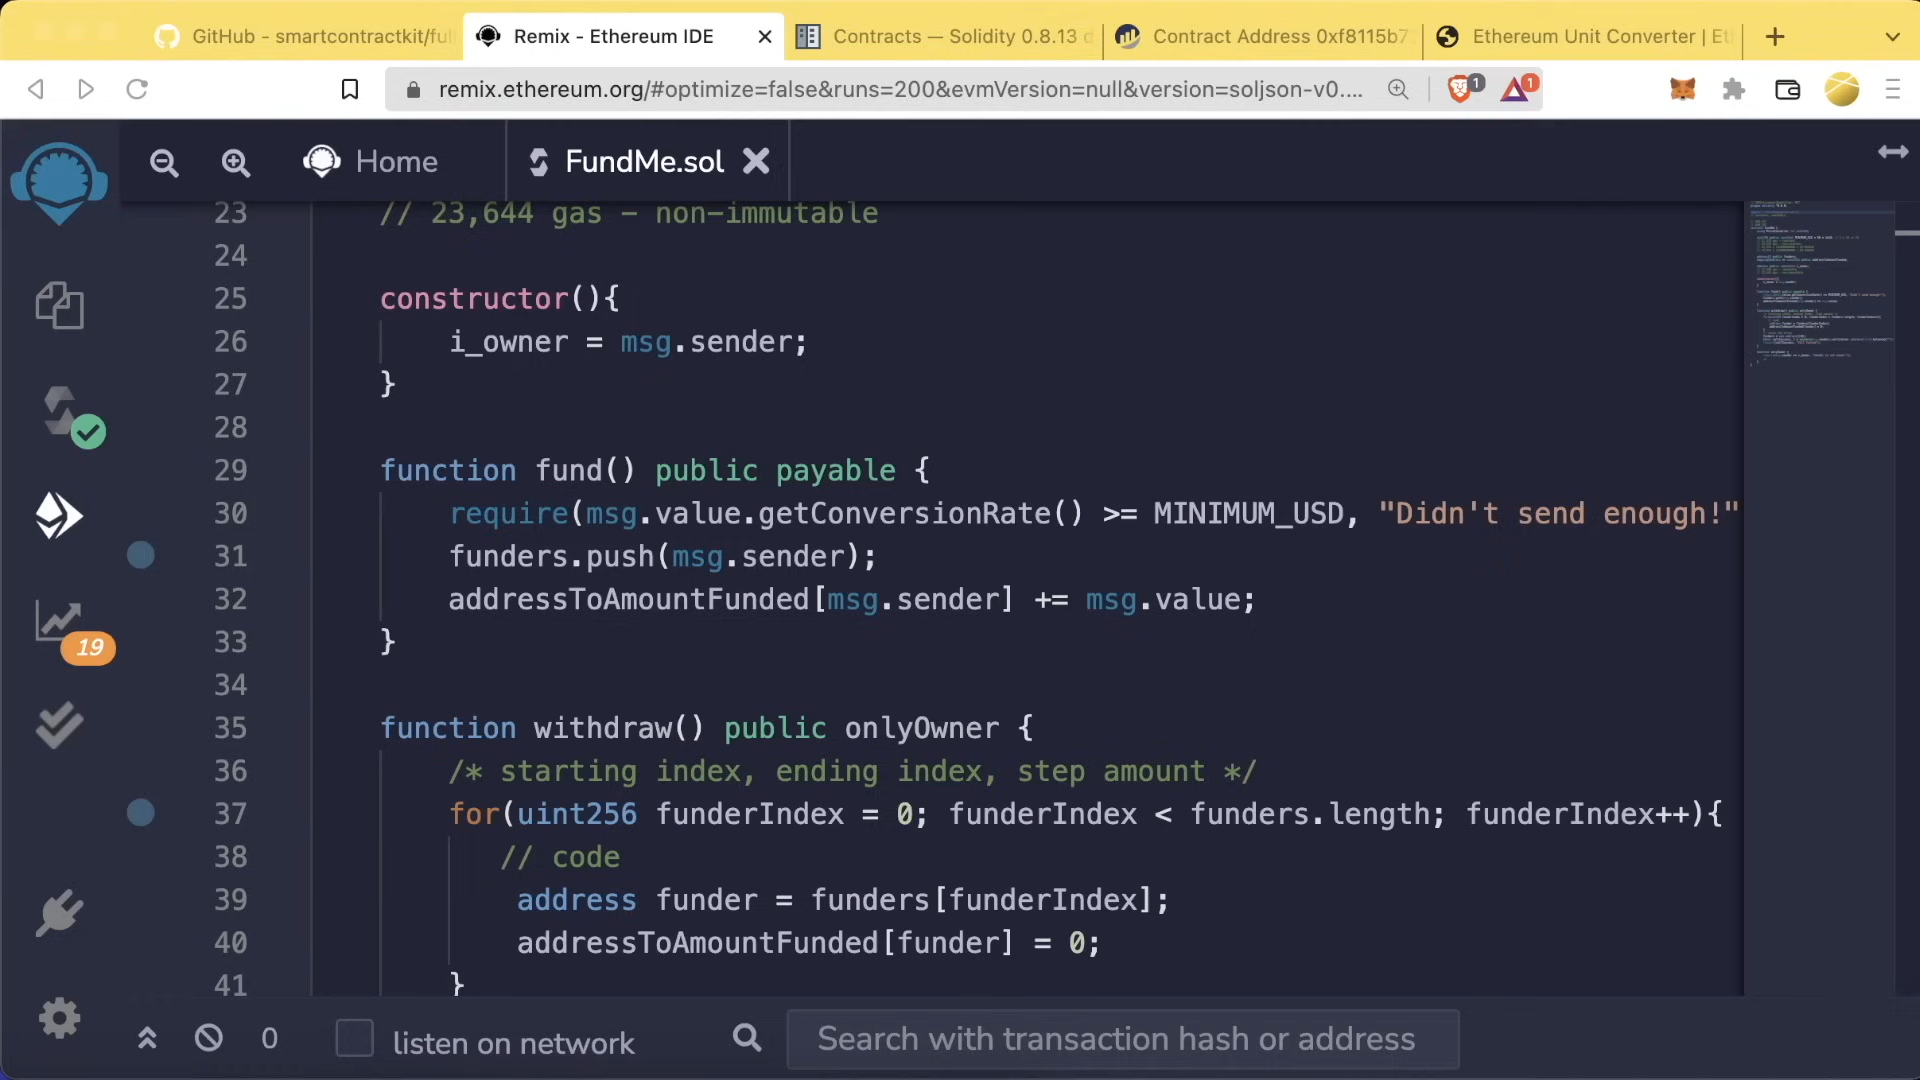 GitHub - smartcontractkit/full
Remix - Ethereum IDE
Contracts — Solidity 0.8.13 d
Contract Address 0xf8115b7
Ethereum Unit Converter | Et
remix.ethereum.org/#optimize=false&runs=200&evmVersion=null&version=soljson-v0....
1
1
Home
FundMe.sol
23 // 23,644 gas - non-immutable
24
25 constructor(){
26 i_owner = msg.sender;
27 }
28
29 function fund() public payable {
30 require(msg.value.getConversionRate() >= MINIMUM_USD, "Didn't send enough!"
31 funders.push(msg.sender);
32 addressToAmountFunded[msg.sender] += msg.value;
33 }
34
35 function withdraw() public onlyOwner {
36 /* starting index, ending index, step amount */
37 for(uint256 funderIndex = 0; funderIndex < funders.length; funderIndex++){
38 // code
39 address funder = funders[funderIndex];
40 addressToAmountFunded[funder] = 0;
41 }
19
0
listen on network
Search with transaction hash or address